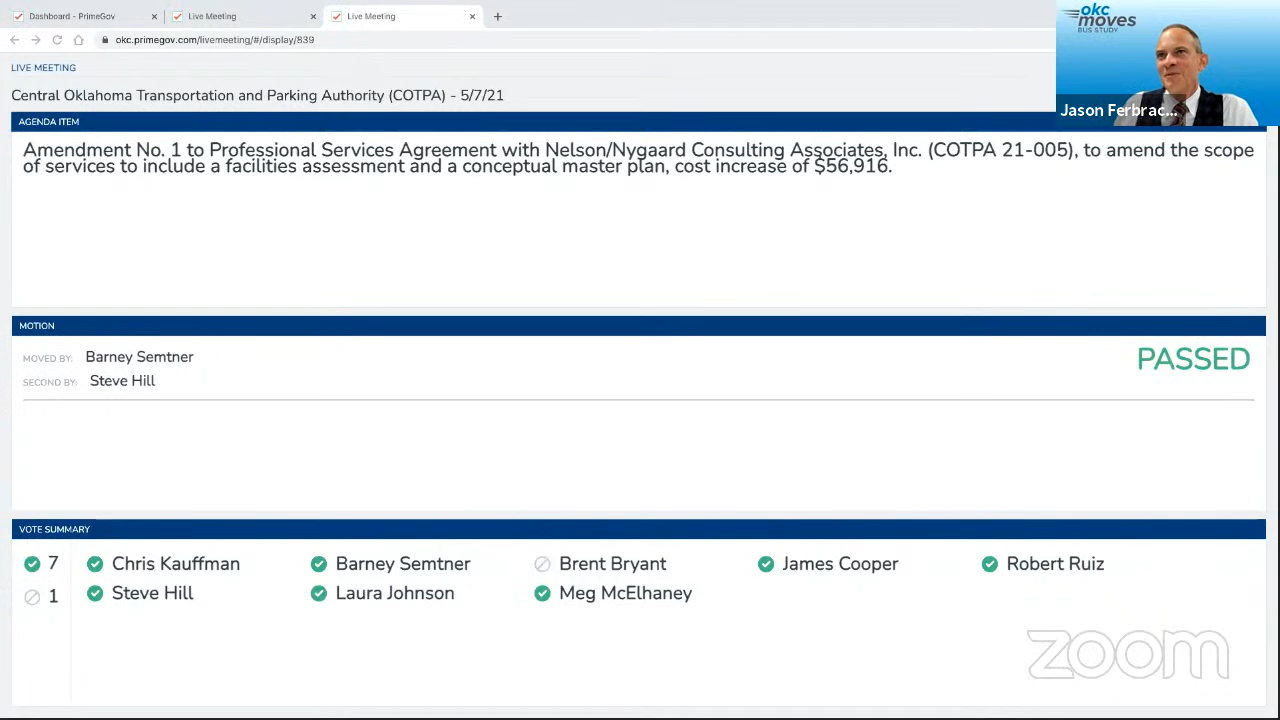 Dashboard - PrimeGov
Live Meeting
Live Meeting
okc.primegov.com/livemeeting/#/display/839
okc
moves
BUS STUDY
Jason Ferbrac...
LIVE MEETING
Central Oklahoma Transportation and Parking Authority (COTPA) - 5/7/21
AGENDA ITEM
Amendment No. 1 to Professional Services Agreement with Nelson/Nygaard Consulting Associates, Inc. (COTPA 21-005), to amend the scope
of services to include a facilities assessment and a conceptual master plan, cost increase of $56,916.
MOTION
MOVED BY: Barney Semtner
PASSED
SECOND BY: Steve Hill
VOTE SUMMARY
7 Chris Kauffman Barney Semtner Brent Bryant James Cooper Robert Ruiz
1 Steve Hill Laura Johnson Meg McElhaney
zoom